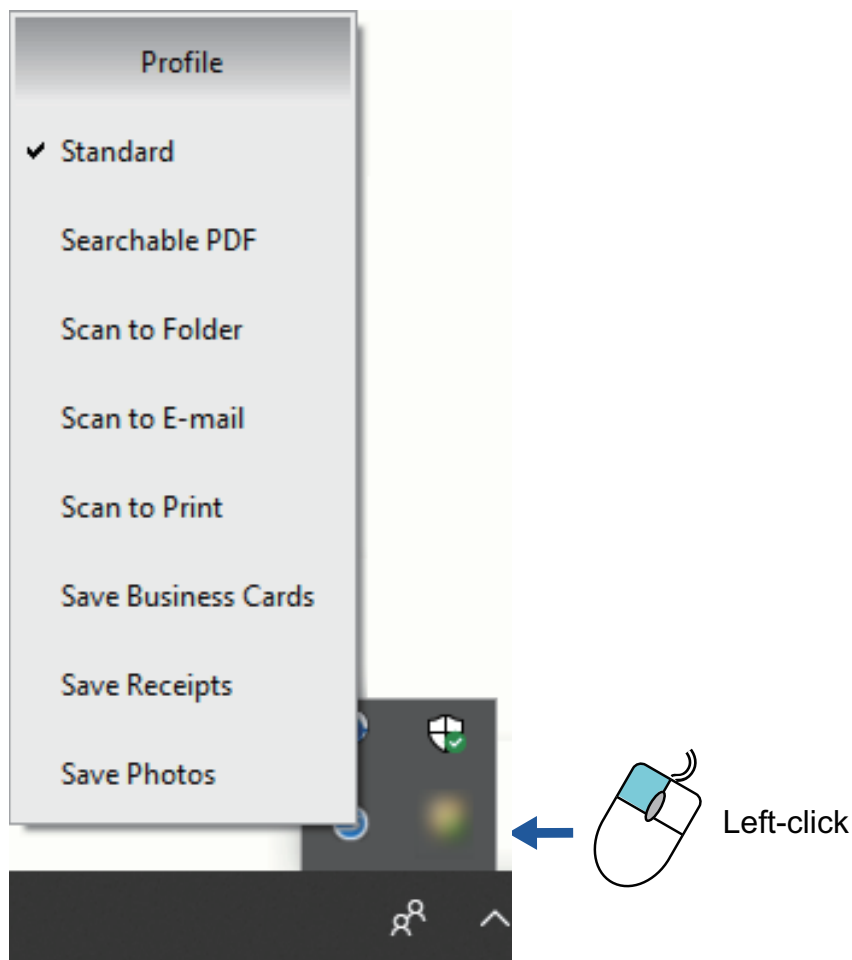 Profile
Standard
Searchable PDF
Scan to Folder
Scan to E-mail
Scan to Print
Save Business Cards
Save Receipts
Save Photos
Left-click